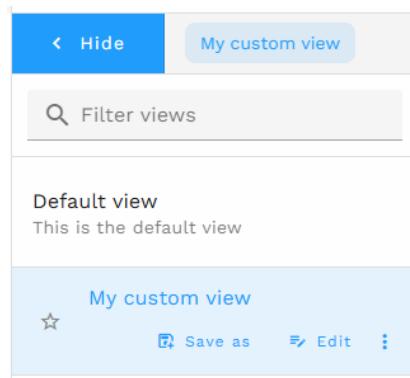 Hide
My custom view
Filter views
Default view
This is the default view
My custom view
Save as
Edit